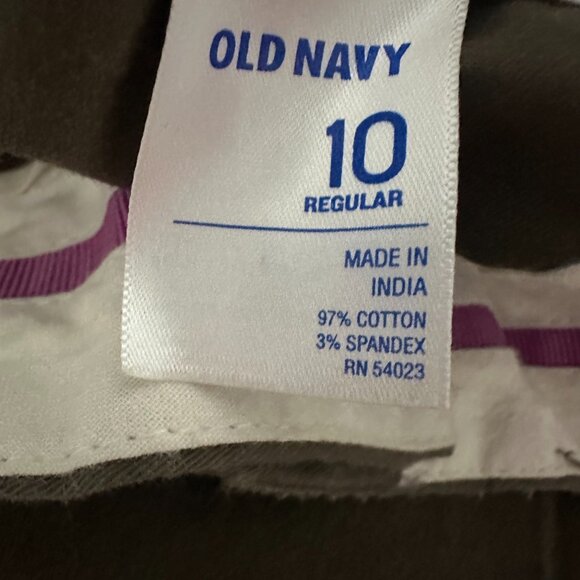 OLD NAVY
10
REGULAR
MADE IN
INDIA
97% COTTON
3% SPANDEX
RN 54023